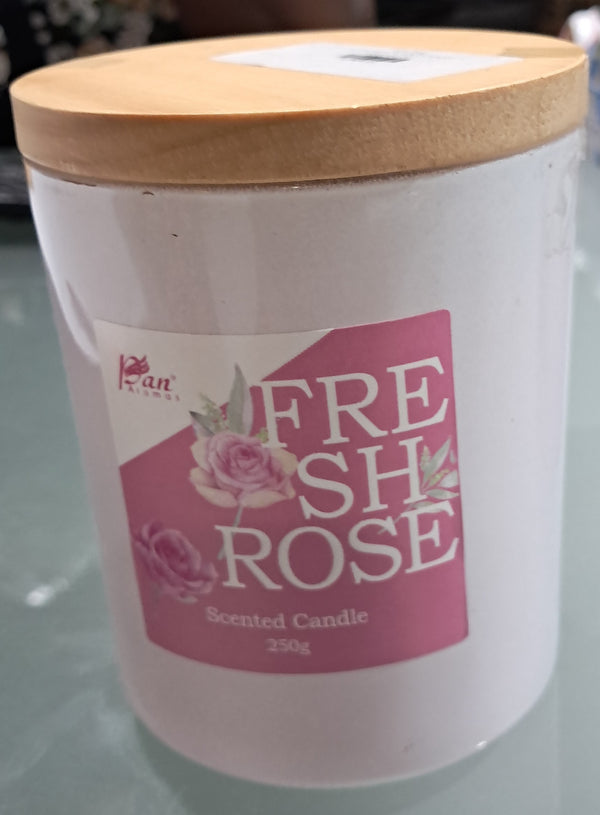 Pan®
Aromas
FRE
SH
ROSE
Scented Candle
250g